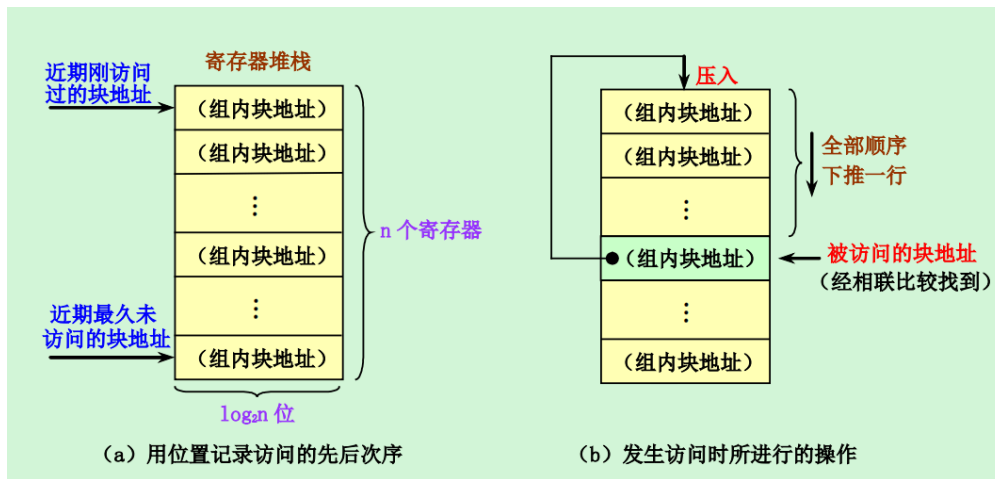 寄存器堆栈
近期刚访问
过的块地址
(组内块地址)
(组内块地址)
⋮
n 个寄存器
(组内块地址)
⋮
近期最久未
访问的块地址
(组内块地址)
log₂n 位
(a) 用位置记录访问的先后次序
压入
(组内块地址)
(组内块地址)
⋮
全部顺序
下推一行
(组内块地址)
被访问的块地址
(经相联比较找到)
⋮
(组内块地址)
(b) 发生访问时所进行的操作